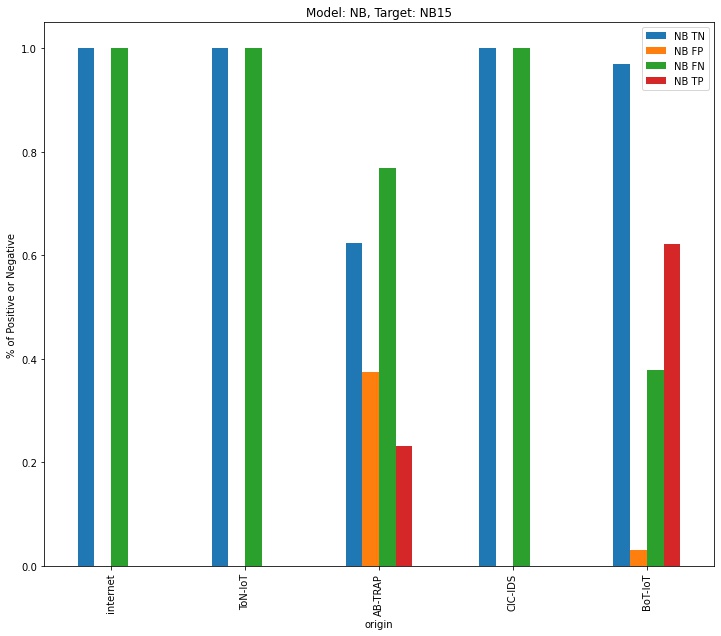 Model: NB, Target: NB15
NB TN
NB FP
NB FN
NB TP
% of Positive or Negative
1.0
0.8
0.6
0.4
0.2
0.0
internet
ToN-IoT
AB-TRAP
CIC-IDS
BoT-IoT
origin